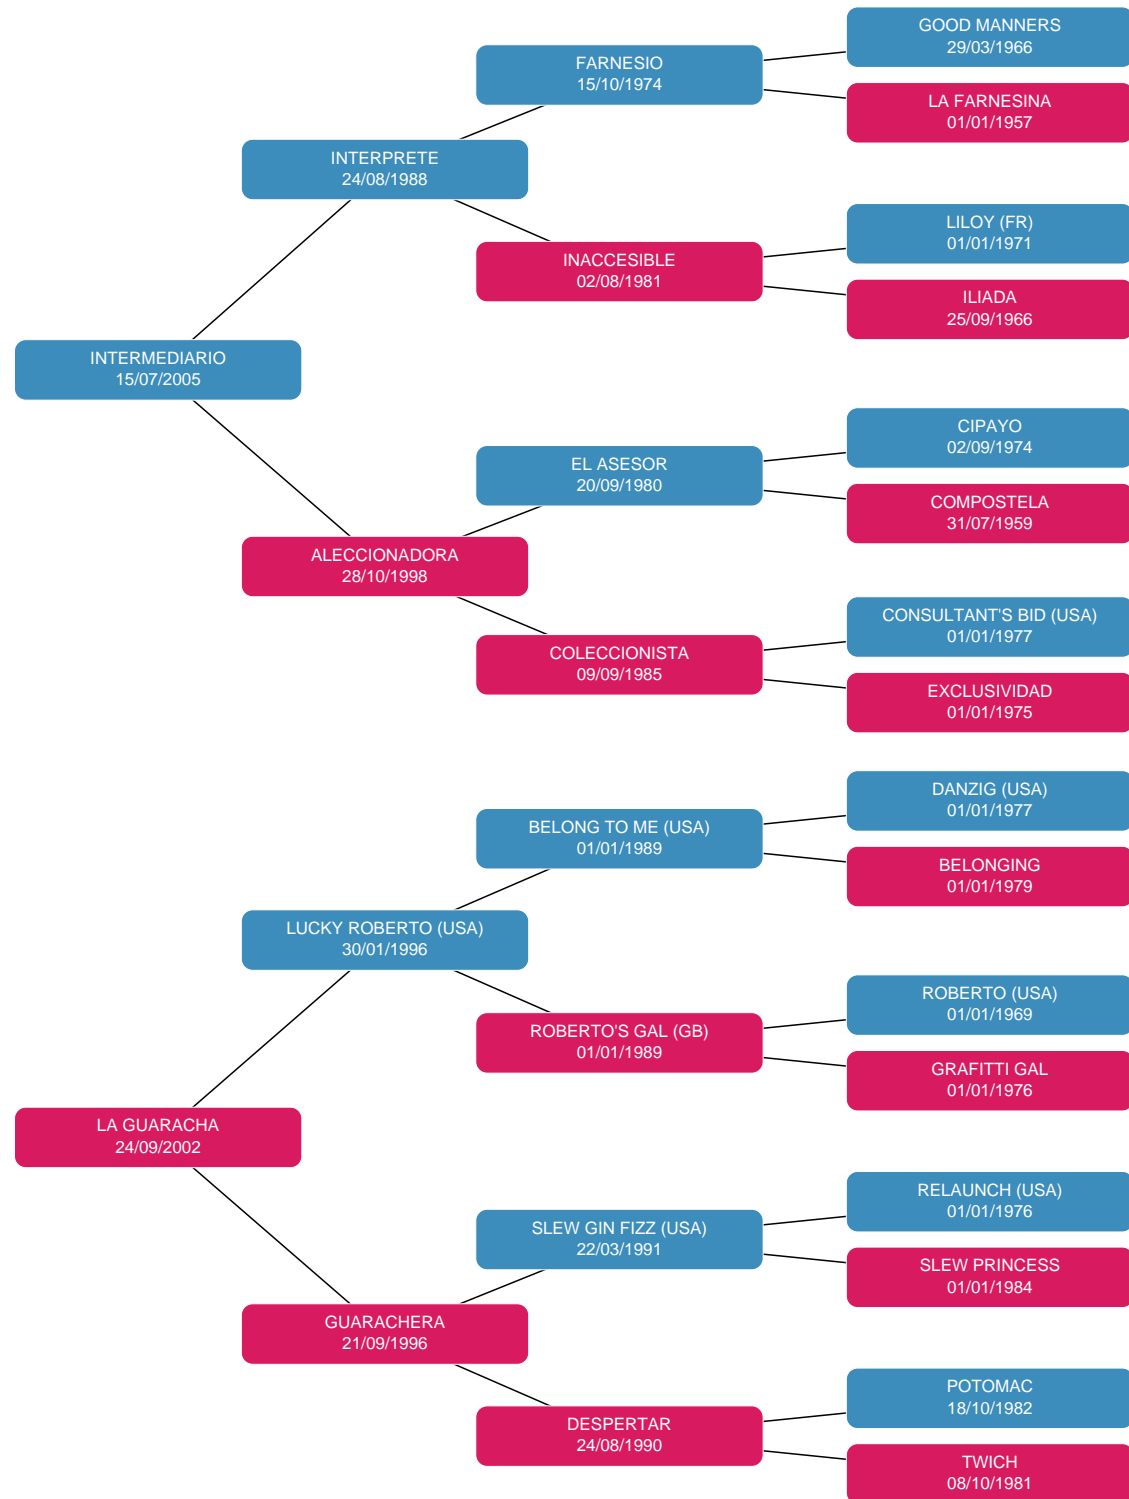 GOOD MANNERS
29/03/1966
FARNESIO
15/10/1974
LA FARNESINA
01/01/1957
INTERPRETE
24/08/1988
LILOY (FR)
01/01/1971
INACCESIBLE
02/08/1981
ILIADA
25/09/1966
INTERMEDIARIO
15/07/2005
CIPAYO
02/09/1974
EL ASESOR
20/09/1980
COMPOSTELA
31/07/1959
ALECCIONADORA
28/10/1998
CONSULTANT'S BID (USA)
01/01/1977
COLECCIONISTA
09/09/1985
EXCLUSIVIDAD
01/01/1975
DANZIG (USA)
01/01/1977
BELONG TO ME (USA)
01/01/1989
BELONGING
01/01/1979
LUCKY ROBERTO (USA)
30/01/1996
ROBERTO (USA)
01/01/1969
ROBERTO'S GAL (GB)
01/01/1989
GRAFITTI GAL
01/01/1976
LA GUARACHA
24/09/2002
RELAUNCH (USA)
01/01/1976
SLEW GIN FIZZ (USA)
22/03/1991
SLEW PRINCESS
01/01/1984
GUARACHERA
21/09/1996
POTOMAC
18/10/1982
DESPERTAR
24/08/1990
TWICH
08/10/1981